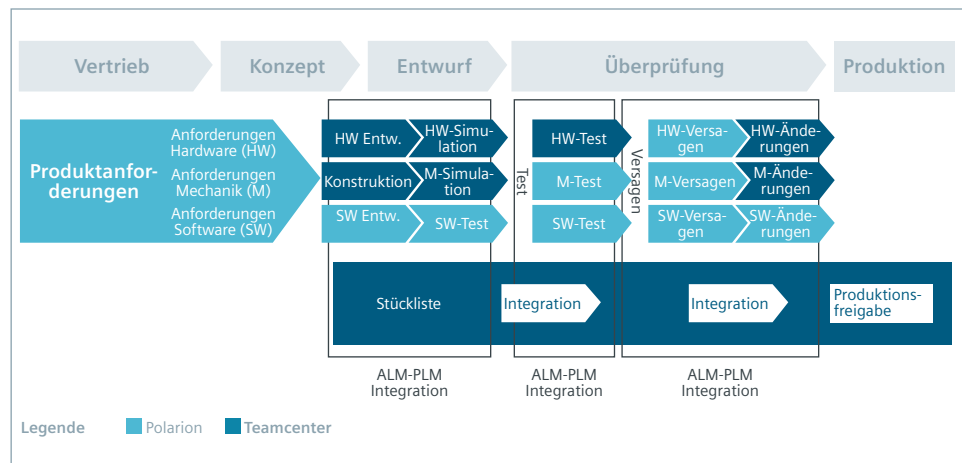 Vertrieb
Konzept
Entwurf
Überprüfung
Produktion
Produktanfor-
derungen
Anforderungen
Hardware (HW)
Anforderungen
Mechanik (M)
Anforderungen
Software (SW)
HW Entw.
HW-Simu-
lation
Konstruktion
M-Simula-
tion
SW Entw.
SW-Test
Test
HW-Test
M-Test
SW-Test
Versagen
HW-Versa-
gen
HW-Ände-
rungen
M-Versagen
M-Ände-
rungen
SW-Versa-
gen
SW-Ände-
rungen
Stückliste
Integration
Integration
Produktions-
freigabe
ALM-PLM
Integration
ALM-PLM
Integration
ALM-PLM
Integration
Legende
Polarion
Teamcenter